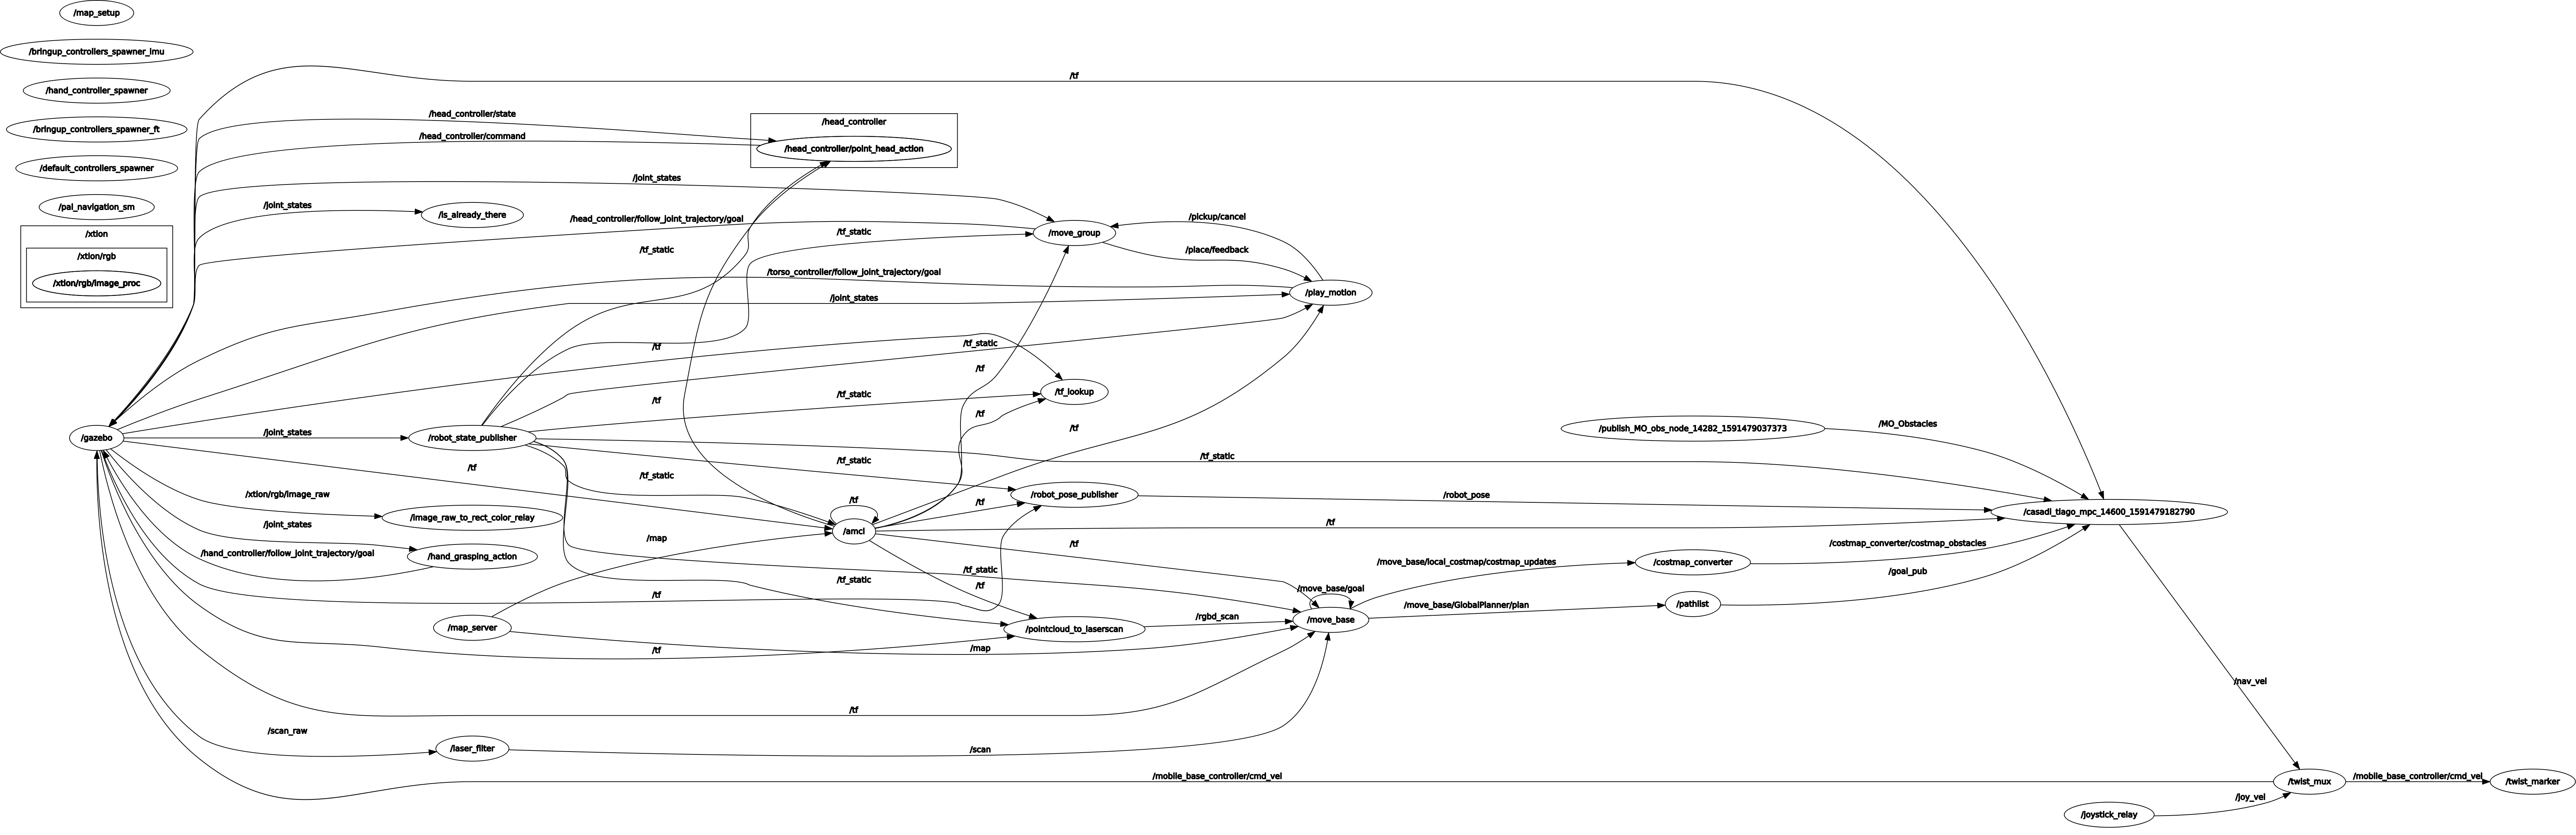 /map_setup
/bringup_controllers_spawner_imu
/tf
/hand_controller_spawner
/head_controller/state
/head_controller
/bringup_controllers_spawner_ft
/head_controller/command
/head_controller/point_head_action
/default_controllers_spawner
/joint_states
/pal_navigation_sm
/joint_states
/is_already_there
/head_controller/follow_joint_trajectory/goal
/pickup/cancel
/xtion
/tf_static
/move_group
/tf_static
/place/feedback
/xtion/rgb
/torso_controller/follow_joint_trajectory/goal
/xtion/rgb/image_proc
/play_motion
/joint_states
/tf
/tf_static
/tf
/tf_static
/tf_lookup
/tf
/tf
/tf
/publish_MO_obs_node_14282_1591479037373
/MO_Obstacles
/gazebo
/joint_states
/robot_state_publisher
/tf_static
/tf_static
/tf
/tf_static
/xtion/rgb/image_raw
/tf
/robot_pose_publisher
/robot_pose
/tf
/image_raw_to_rect_color_relay
/casadi_tiago_mpc_14600_1591479182790
/joint_states
/amcl
/tf
/map
/tf
/costmap_converter/costmap_obstacles
/hand_controller/follow_joint_trajectory/goal
/hand_grasping_action
/move_base/local_costmap/costmap_updates
/costmap_converter
/tf_static
/goal_pub
/tf_static
/tf
/move_base/goal
/tf
/move_base/GlobalPlanner/plan
/pathlist
/rgbd_scan
/move_base
/map_server
/pointcloud_to_laserscan
/tf
/map
/nav_vel
/tf
/scan_raw
/laser_filter
/scan
/mobile_base_controller/cmd_vel
/twist_mux
/mobile_base_controller/cmd_vel
/twist_marker
/joy_vel
/joystick_relay